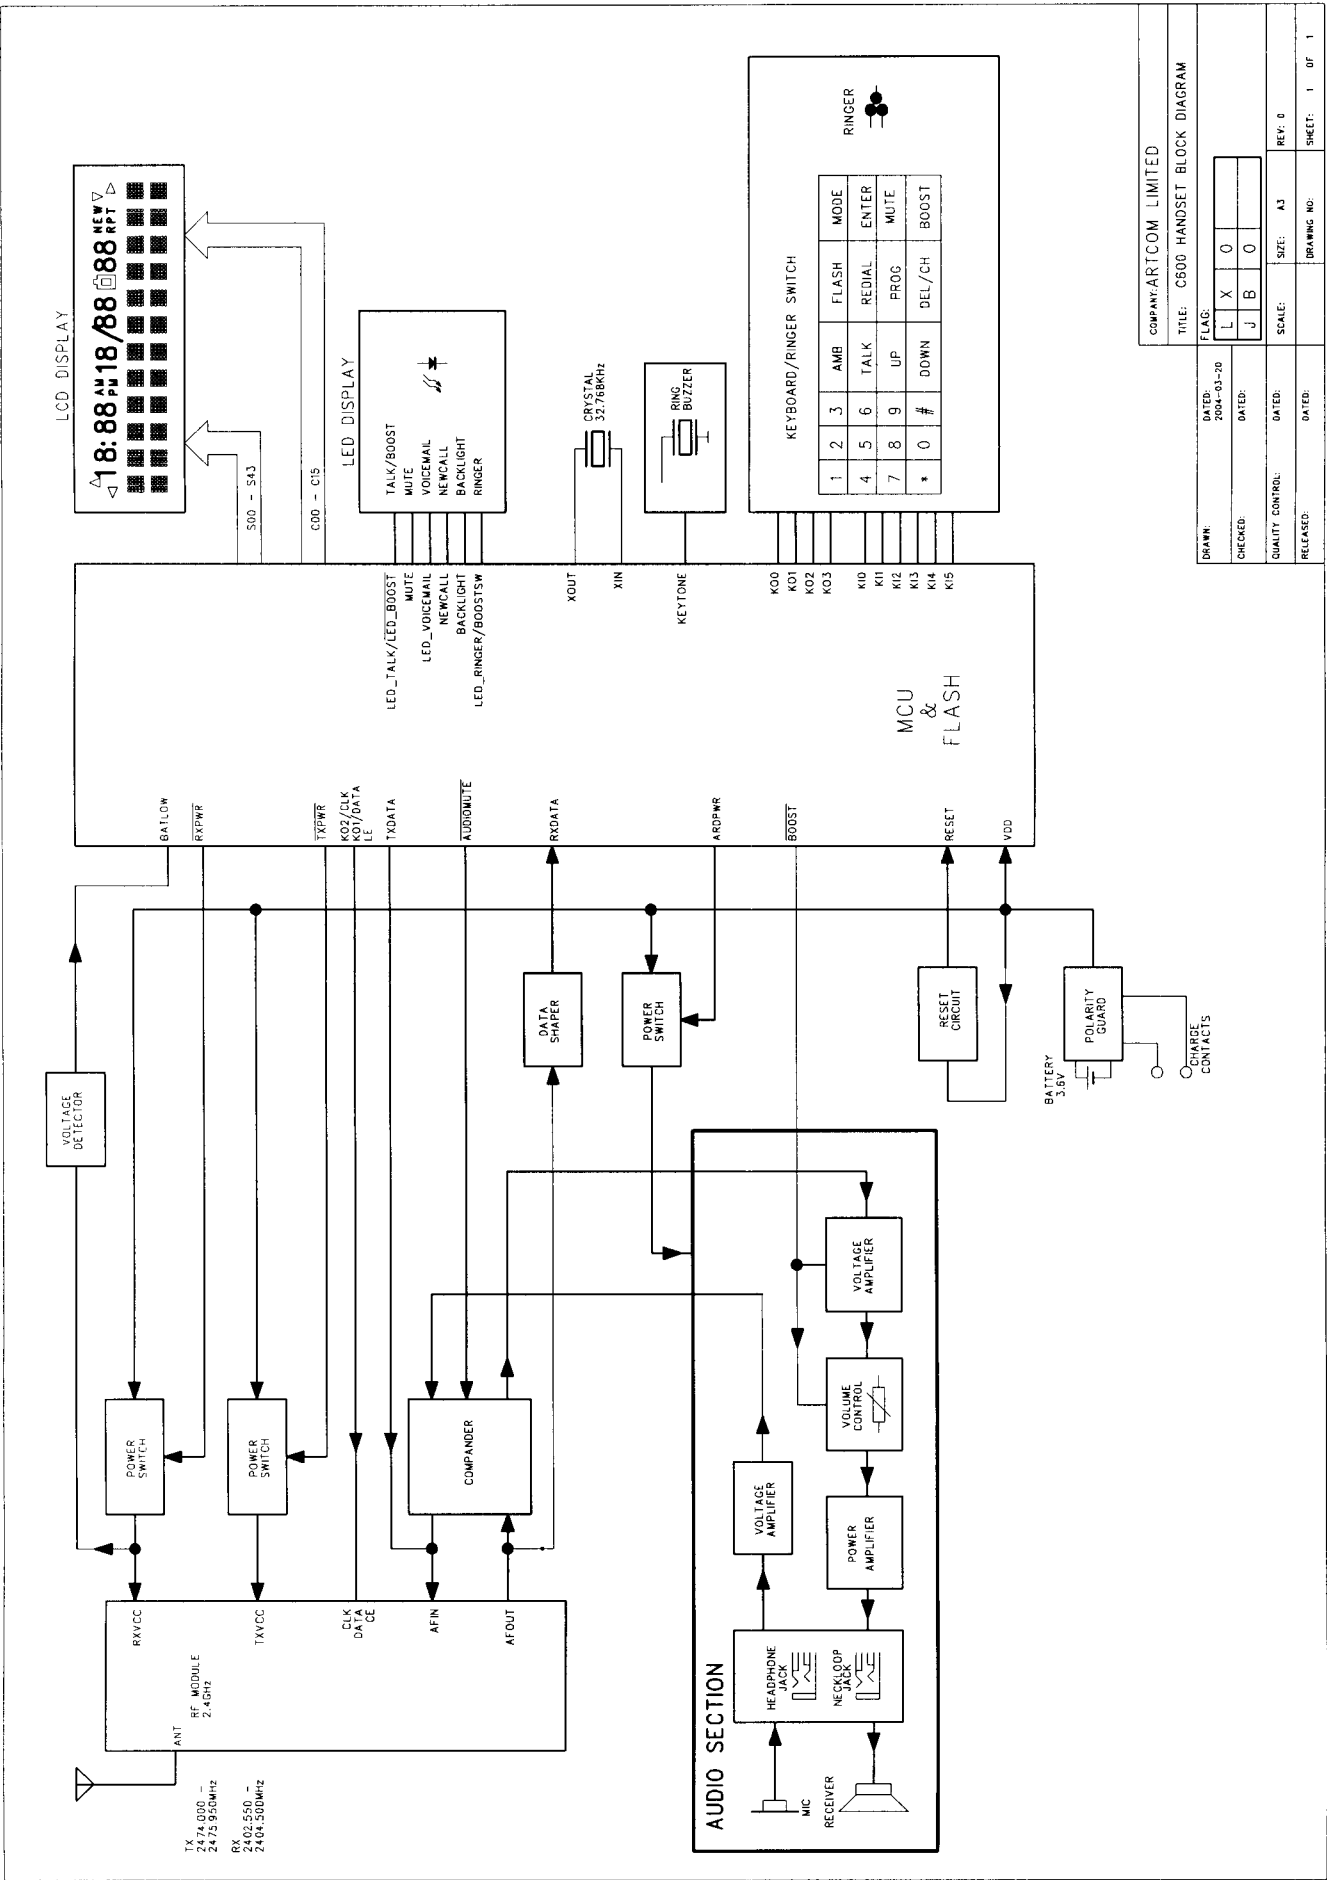 TX
2474.000 -
2475.950MHz
RX
2402.550 -
2404.500MHz
ANT
RF MODULE
2.4GHz
RXVCC
TXVCC
CLK
DATA
CE
AFIN
AFOUT
POWER
SWITCH
POWER
SWITCH
COMPANDER
VOLTAGE
DETECTOR
DATA
SHAPER
POWER
SWITCH
RESET
CIRCUIT
POLARITY
GUARD
BATTERY
3.6V
CHARGE
CONTACTS
AUDIO SECTION
MIC
RECEIVER
HEADPHONE
JACK
NECKLOOP
JACK
VOLTAGE
AMPLIFIER
POWER
AMPLIFIER
VOLUME
CONTROL
VOLTAGE
AMPLIFIER
BATLOW
RXPWR
TXPWR
KO2/CLK
KO1/DATA
LE
TXDATA
AUDIOMUTE
RXDATA
ARDPWR
BOOST
RESET
VDD
MCU
&
FLASH
LED_TALK/LED_BOOST
MUTE
LED_VOICEMAIL
NEWCALL
BACKLIGHT
LED_RINGER/BOOSTSW
XOUT
XIN
KEYTONE
KO0
KO1
KO2
KO3
KI0
KI1
KI2
KI3
KI4
KI5
LCD DISPLAY
18:88 AM PM 18/88 88 NEW RPT
S00 - S43
C00 - C15
LED DISPLAY
TALK/BOOST
MUTE
VOICEMAIL
NEWCALL
BACKLIGHT
RINGER
CRYSTAL
32.768KHz
RING
BUZZER
KEYBOARD/RINGER SWITCH
1 2 3 AMB FLASH MODE
4 5 6 TALK REDIAL ENTER
7 8 9 UP PROG MUTE
* 0 # DOWN DEL/CH BOOST
RINGER
COMPANY: ARTCOM LIMITED
TITLE: C600 HANDSET BLOCK DIAGRAM
DRAWN: DATED: 2004-03-20 FLAG:
L X 0
CHECKED: DATED:
J B 0
QUALITY CONTROL: DATED: SCALE: SIZE: A3 REV: 0
RELEASED: DATED: DRAWING NO: SHEET: 1 OF 1